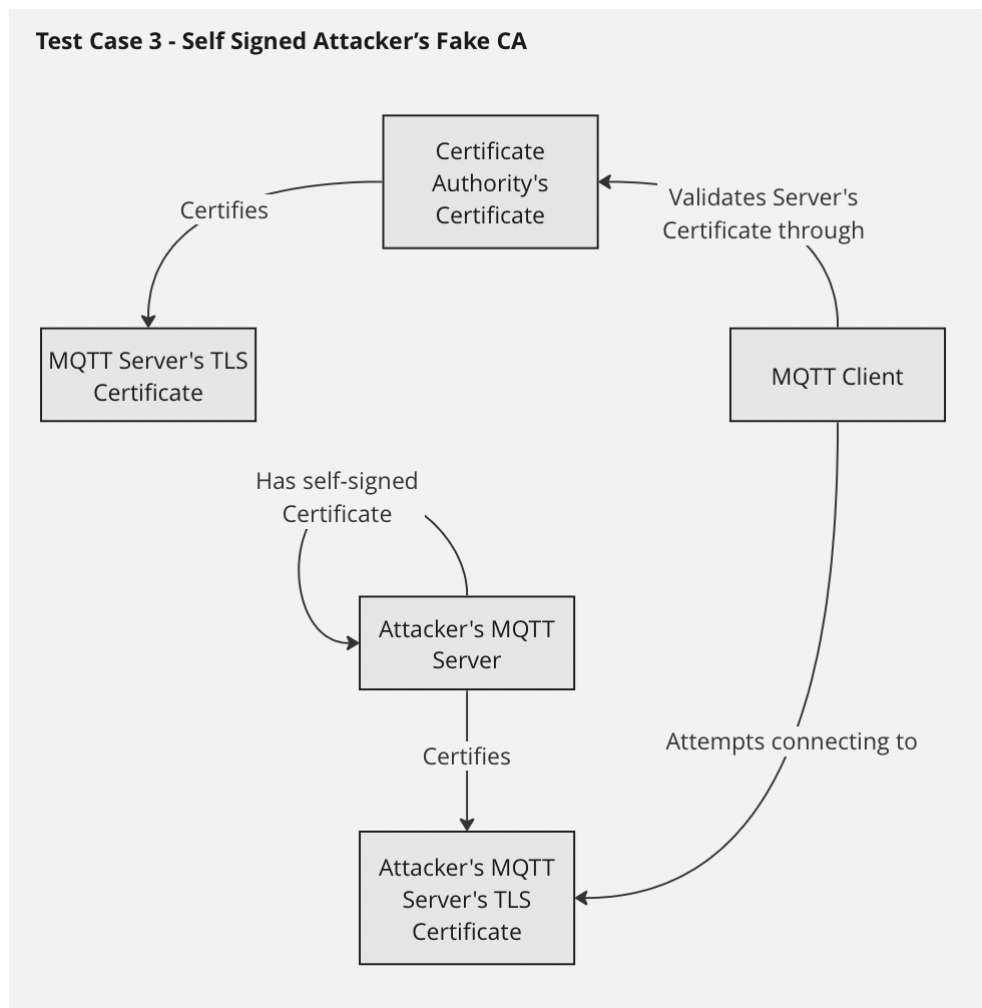 Test Case 3 - Self Signed Attacker’s Fake CA
Certificate
Authority's
Certificate
Certifies
Validates Server's
Certificate through
MQTT Server's TLS
Certificate
MQTT Client
Has self-signed
Certificate
Attacker's MQTT
Server
Attempts connecting to
Certifies
Attacker's MQTT
Server's TLS
Certificate